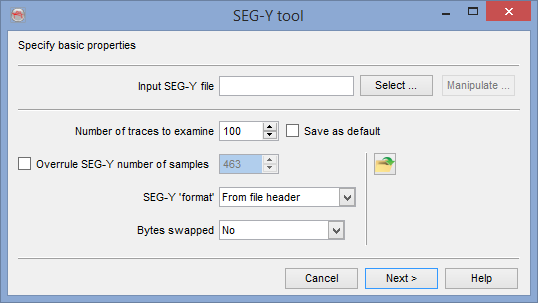 SEG-Y tool
Specify basic properties
Input SEG-Y file Select ... Manipulate ...
Number of traces to examine 100 Save as default
Overrule SEG-Y number of samples 463
SEG-Y 'format' From file header
Bytes swapped No
Cancel Next > Help